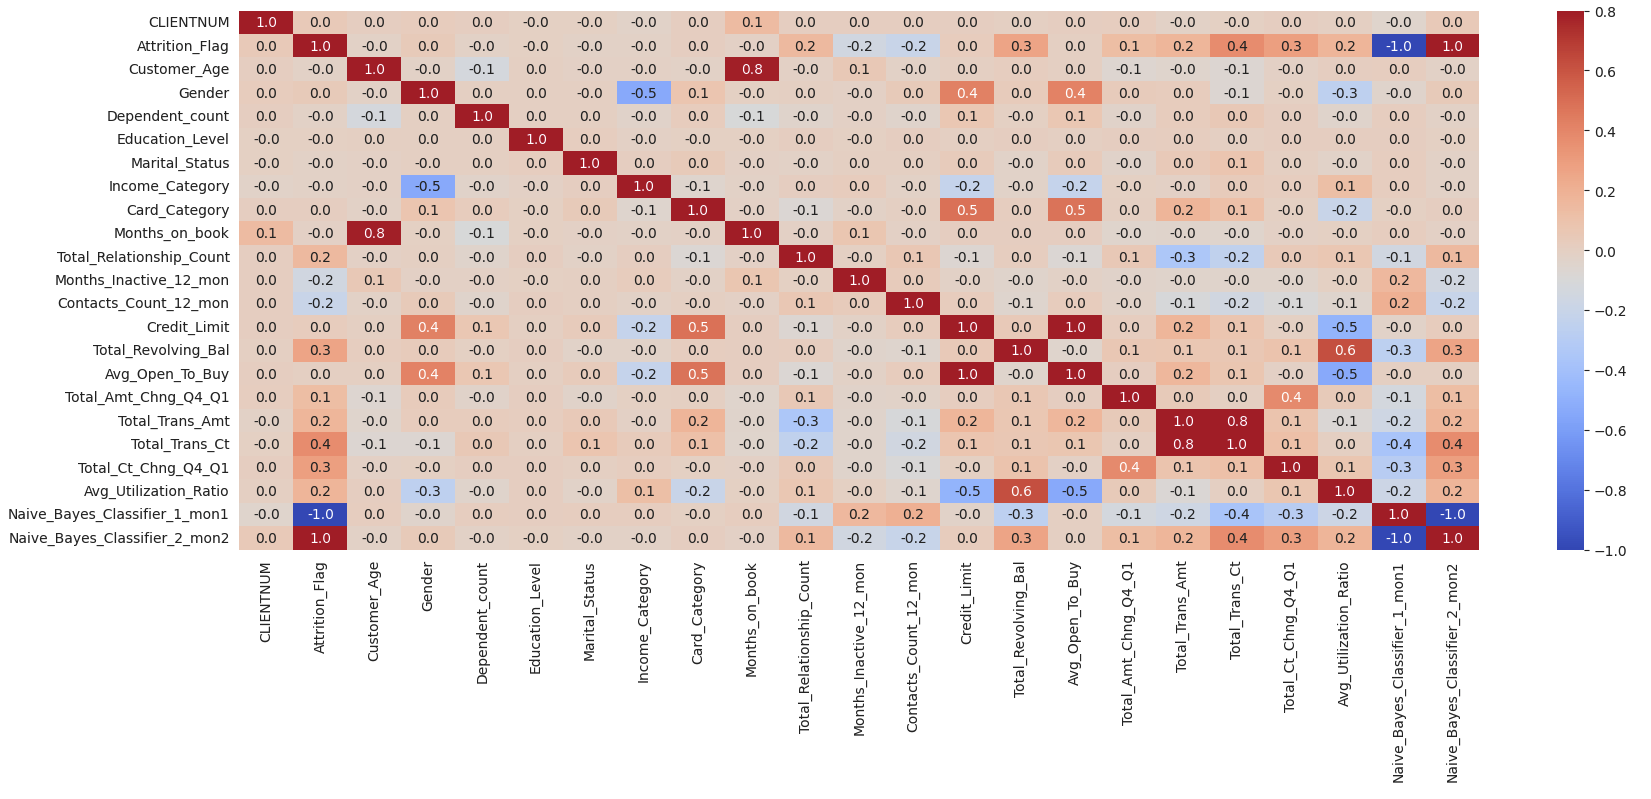 CLIENTNUM 1.0 0.0 0.0 0.0 0.0 -0.0 -0.0 -0.0 0.0 0.1 0.0 0.0 0.0 0.0 0.0 0.0 0.0 -0.0 -0.0 0.0 0.0 -0.0 0.0
Attrition_Flag 0.0 1.0 -0.0 0.0 -0.0 -0.0 -0.0 -0.0 0.0 -0.0 0.2 -0.2 -0.2 0.0 0.3 0.0 0.1 0.2 0.4 0.3 0.2 -1.0 1.0
Customer_Age 0.0 -0.0 1.0 -0.0 -0.1 0.0 -0.0 -0.0 -0.0 0.8 -0.0 0.1 -0.0 0.0 0.0 0.0 -0.1 -0.0 -0.1 -0.0 0.0 0.0 -0.0
Gender 0.0 0.0 -0.0 1.0 0.0 0.0 -0.0 -0.5 0.1 -0.0 0.0 -0.0 0.0 0.4 0.0 0.4 0.0 0.0 -0.1 -0.0 -0.3 -0.0 0.0
Dependent_count 0.0 -0.0 -0.1 0.0 1.0 0.0 -0.0 -0.0 0.0 -0.1 -0.0 -0.0 -0.0 0.1 -0.0 0.1 -0.0 0.0 0.0 0.0 -0.0 0.0 -0.0
Education_Level -0.0 -0.0 0.0 0.0 0.0 1.0 0.0 -0.0 -0.0 -0.0 0.0 0.0 0.0 0.0 0.0 0.0 0.0 0.0 0.0 0.0 0.0 0.0 -0.0
Marital_Status -0.0 -0.0 -0.0 -0.0 0.0 0.0 1.0 0.0 0.0 -0.0 0.0 0.0 -0.0 0.0 -0.0 0.0 -0.0 0.0 0.1 0.0 -0.0 0.0 -0.0
Income_Category -0.0 -0.0 -0.0 -0.5 -0.0 -0.0 0.0 1.0 -0.1 -0.0 0.0 0.0 -0.0 -0.2 -0.0 -0.2 -0.0 -0.0 -0.0 0.0 0.1 0.0 -0.0
Card_Category 0.0 0.0 -0.0 0.1 0.0 -0.0 0.0 -0.1 1.0 -0.0 -0.1 -0.0 -0.0 0.5 0.0 0.5 0.0 0.2 0.1 -0.0 -0.2 -0.0 0.0
Months_on_book 0.1 -0.0 0.8 -0.0 -0.1 0.0 -0.0 -0.0 -0.0 1.0 -0.0 0.1 -0.0 0.0 0.0 0.0 -0.0 -0.0 -0.0 -0.0 -0.0 0.0 -0.0
Total_Relationship_Count 0.0 0.2 -0.0 0.0 -0.0 0.0 0.0 0.0 -0.1 -0.0 1.0 -0.0 0.1 -0.1 0.0 -0.1 0.1 -0.3 -0.2 0.0 0.1 -0.1 0.1
Months_Inactive_12_mon 0.0 -0.2 0.1 -0.0 -0.0 0.0 0.0 0.0 -0.0 0.1 -0.0 1.0 0.0 -0.0 -0.0 -0.0 -0.0 -0.0 -0.0 -0.0 -0.0 0.2 -0.2
Contacts_Count_12_mon 0.0 -0.2 -0.0 0.0 -0.0 0.0 -0.0 -0.0 -0.0 -0.0 0.1 0.0 1.0 0.0 -0.1 0.0 -0.0 -0.1 -0.2 -0.1 -0.1 0.2 -0.2
Credit_Limit 0.0 0.0 0.0 0.4 0.1 0.0 0.0 -0.2 0.5 0.0 -0.1 -0.0 0.0 1.0 0.0 1.0 0.0 0.2 0.1 -0.0 -0.5 -0.0 0.0
Total_Revolving_Bal 0.0 0.3 0.0 0.0 -0.0 0.0 -0.0 -0.0 0.0 0.0 0.0 -0.0 -0.1 0.0 1.0 -0.0 0.1 0.1 0.1 0.1 0.6 -0.3 0.3
Avg_Open_To_Buy 0.0 0.0 0.0 0.4 0.1 0.0 0.0 -0.2 0.5 0.0 -0.1 -0.0 0.0 1.0 -0.0 1.0 0.0 0.2 0.1 -0.0 -0.5 -0.0 0.0
Total_Amt_Chng_Q4_Q1 0.0 0.1 -0.1 0.0 -0.0 0.0 -0.0 -0.0 0.0 -0.0 0.1 -0.0 -0.0 0.0 0.1 0.0 1.0 0.0 0.0 0.4 0.0 -0.1 0.1
Total_Trans_Amt -0.0 0.2 -0.0 0.0 0.0 0.0 0.0 -0.0 0.2 -0.0 -0.3 -0.0 -0.1 0.2 0.1 0.2 0.0 1.0 0.8 0.1 -0.1 -0.2 0.2
Total_Trans_Ct -0.0 0.4 -0.1 -0.1 0.0 0.0 0.1 -0.0 0.1 -0.0 -0.2 -0.0 -0.2 0.1 0.1 0.1 0.0 0.8 1.0 0.1 0.0 -0.4 0.4
Total_Ct_Chng_Q4_Q1 0.0 0.3 -0.0 -0.0 0.0 0.0 0.0 0.0 -0.0 -0.0 0.0 -0.0 -0.1 -0.0 0.1 -0.0 0.4 0.1 0.1 1.0 0.1 -0.3 0.3
Avg_Utilization_Ratio 0.0 0.2 0.0 -0.3 -0.0 0.0 -0.0 0.1 -0.2 -0.0 0.1 -0.0 -0.1 -0.5 0.6 -0.5 0.0 -0.1 0.0 0.1 1.0 -0.2 0.2
Naive_Bayes_Classifier_1_mon1 -0.0 -1.0 0.0 -0.0 0.0 0.0 0.0 0.0 -0.0 0.0 -0.1 0.2 0.2 -0.0 -0.3 -0.0 -0.1 -0.2 -0.4 -0.3 -0.2 1.0 -1.0
Naive_Bayes_Classifier_2_mon2 0.0 1.0 -0.0 0.0 -0.0 -0.0 -0.0 -0.0 0.0 -0.0 0.1 -0.2 -0.2 0.0 0.3 0.0 0.1 0.2 0.4 0.3 0.2 -1.0 1.0
CLIENTNUM
Attrition_Flag
Customer_Age
Gender
Dependent_count
Education_Level
Marital_Status
Income_Category
Card_Category
Months_on_book
Total_Relationship_Count
Months_Inactive_12_mon
Contacts_Count_12_mon
Credit_Limit
Total_Revolving_Bal
Avg_Open_To_Buy
Total_Amt_Chng_Q4_Q1
Total_Trans_Amt
Total_Trans_Ct
Total_Ct_Chng_Q4_Q1
Avg_Utilization_Ratio
Naive_Bayes_Classifier_1_mon1
Naive_Bayes_Classifier_2_mon2
0.8
0.6
0.4
0.2
0.0
−0.2
−0.4
−0.6
−0.8
−1.0